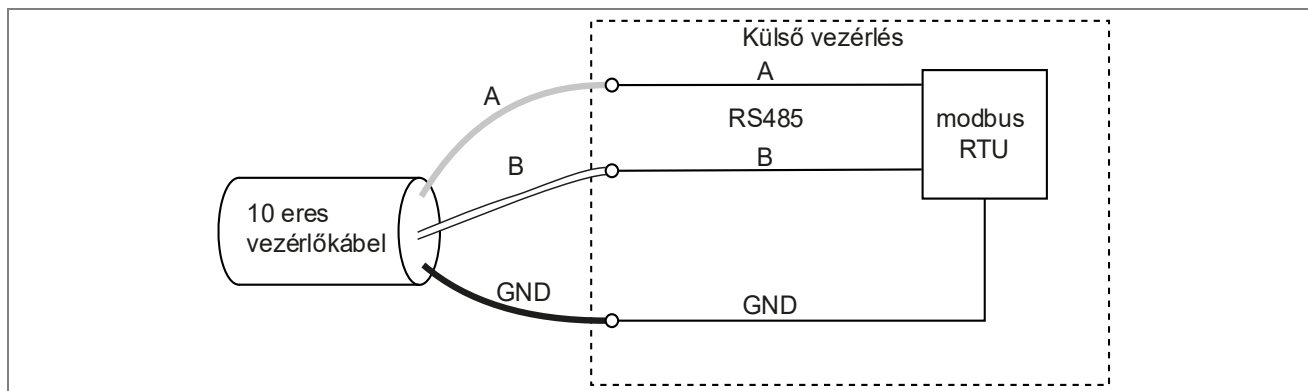 Külső vezérlés
A
A
RS485
modbus
RTU
B
B
10 eres
vezérlőkábel
GND
GND